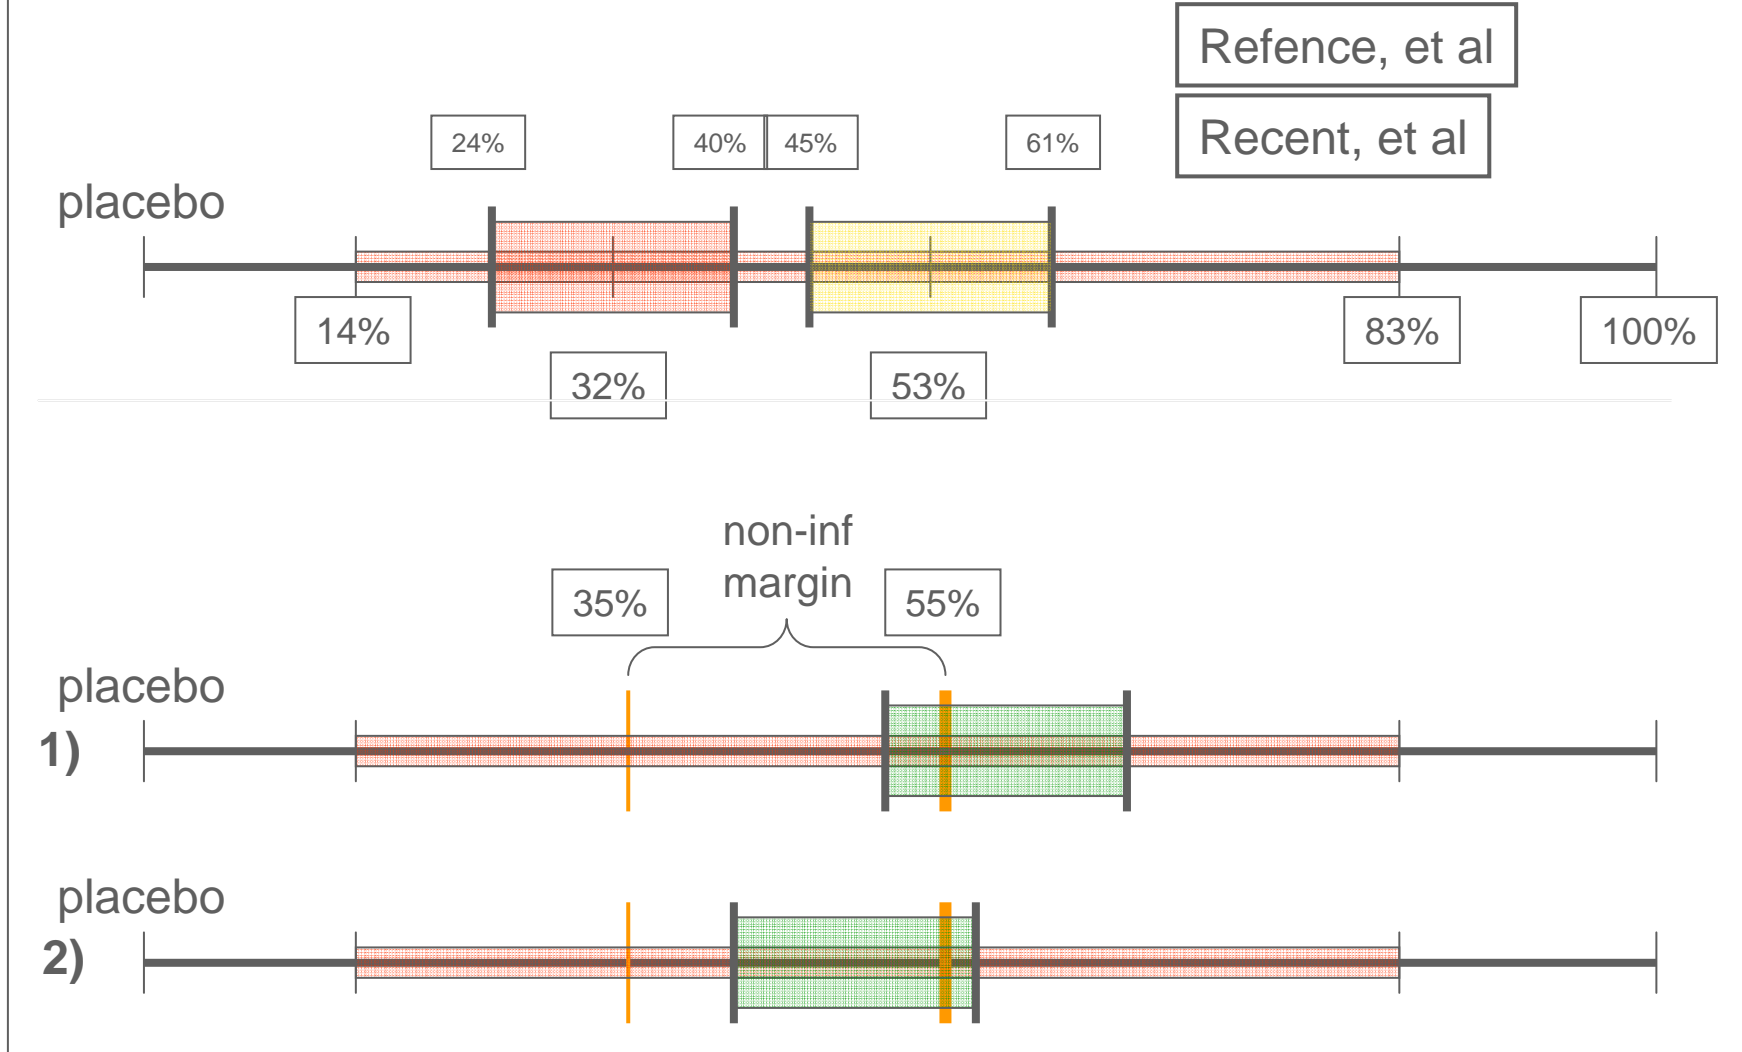 Refence, et al
Recent, et al
24%
40%
45%
61%
placebo
14%
83%
100%
32%
53%
non-inf
margin
35%
55%
placebo
1)
placebo
2)